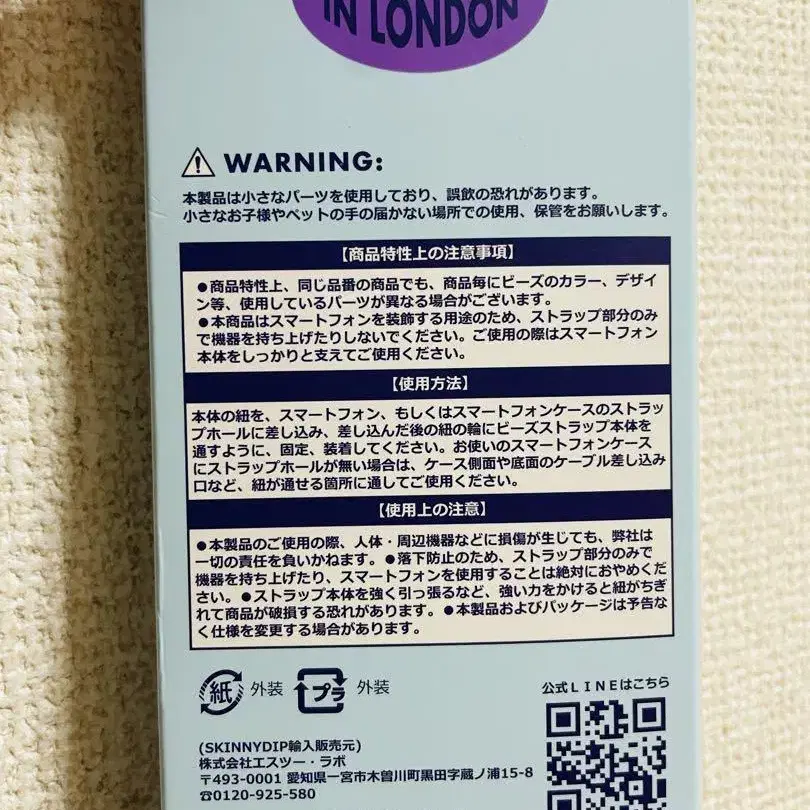 IN LONDON
⚠ WARNING:
本製品は小さなパーツを使用しており、誤飲の恐れがあります。
小さなお子様やペットの手の届かない場所での使用、保管をお願いします。
【商品特性上の注意事項】
●商品特性上、同じ品番の商品でも、商品毎にビーズのカラー、デザイ
ン等、使用しているパーツが異なる場合がございます。
●本商品はスマートフォンを装飾する用途のため、ストラップ部分のみ
で機器を持ち上げたりしないでください。ご使用の際はスマートフォン
本体をしっかりと支えてご使用ください。
【使用方法】
本体の紐を、スマートフォン、もしくはスマートフォンケースのストラッ
プホールに差し込み、差し込んだ後の紐の輪にビーズストラップ本体を
通すように、固定、装着してください。お使いのスマートフォンケース
にストラップホールが無い場合は、ケース側面や底面のケーブル差し込み
口など、紐が通せる箇所に通してご使用ください。
【使用上の注意】
●本製品のご使用の際、人体・周辺機器などに損傷が生じても、弊社は
一切の責任を負いかねます。●落下防止のため、ストラップ部分のみで
機器を持ち上げたり、スマートフォンを使用することは絶対におやめくだ
さい。●ストラップ本体を強く引っ張るなど、強い力をかけると紐がちぎ
れて商品が破損する恐れがあります。●本製品およびパッケージは予告な
く仕様を変更する場合があります。
紙 外装 プラ 外装
公式LINEはこちら
(SKINNYDIP輸入販売元)
株式会社エスツー・ラボ
〒493-0001 愛知県一宮市木曽川町黒田字蔵ノ浦15-8
☎0120-925-580